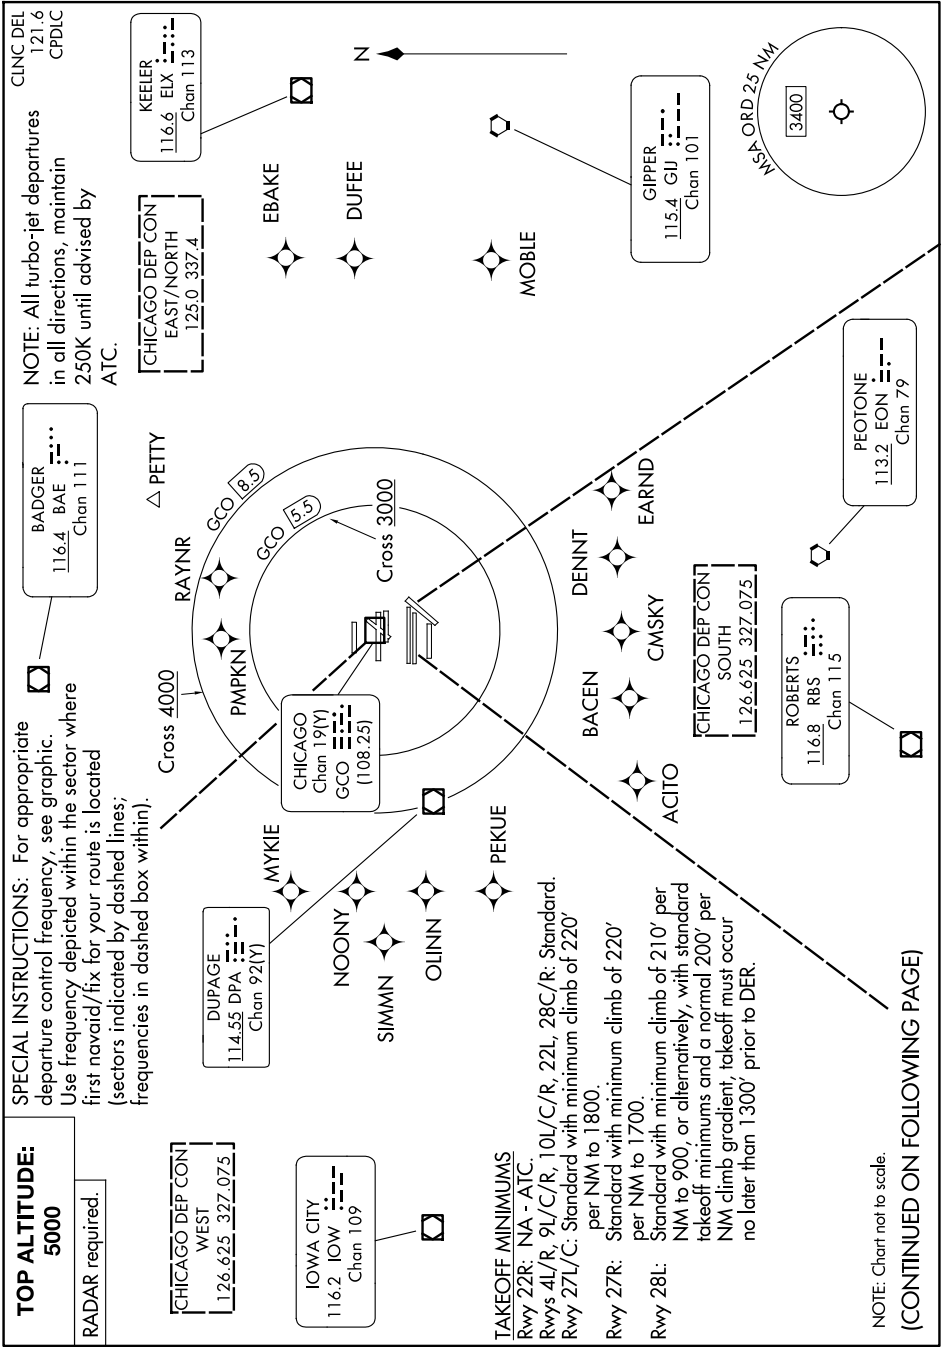 TOP ALTITUDE:
5000
RADAR required.
SPECIAL INSTRUCTIONS: For appropriate
departure control frequency, see graphic.
Use frequency depicted within the sector where
first navaid/fix for your route is located
(sectors indicated by dashed lines;
frequencies in dashed box within).
NOTE: All turbo-jet departures
in all directions, maintain
250K until advised by
ATC.
CLNC DEL
121.6
CPDLC
BADGER
116.4 BAE
Chan 111
KEELER
116.6 ELX
Chan 113
CHICAGO DEP CON
WEST
126.625 327.075
CHICAGO DEP CON
EAST/NORTH
125.0 337.4
Cross 4000
PETTY
RAYNR
PMPKN
GCO 8.5
GCO 5.5
Cross 3000
DUPAGE
114.55 DPA
Chan 92(Y)
CHICAGO
Chan 19(Y)
GCO
(108.25)
IOWA CITY
116.2 IOW
Chan 109
MYKIE
NOONY
SIMMN
OLINN
PEKUE
EBAKE
DUFEE
MOBLE
N
GIPPER
115.4 GIJ
Chan 101
MSA ORD 25 NM
3400
ACITO
BACEN
CMSKY
DENNT
EARND
CHICAGO DEP CON
SOUTH
126.625 327.075
ROBERTS
116.8 RBS
Chan 115
PEOTONE
113.2 EON
Chan 79
TAKEOFF MINIMUMS
Rwy 22R: NA - ATC.
Rwys 4L/R, 9L/C/R, 10L/C/R, 22L, 28C/R: Standard.
Rwy 27L/C: Standard with minimum climb of 220'
per NM to 1800.
Rwy 27R: Standard with minimum climb of 220'
per NM to 1700.
Rwy 28L: Standard with minimum climb of 210' per
NM to 900, or alternatively, with standard
takeoff minimums and a normal 200' per
NM climb gradient, takeoff must occur
no later than 1300' prior to DER.
NOTE: Chart not to scale.
(CONTINUED ON FOLLOWING PAGE)